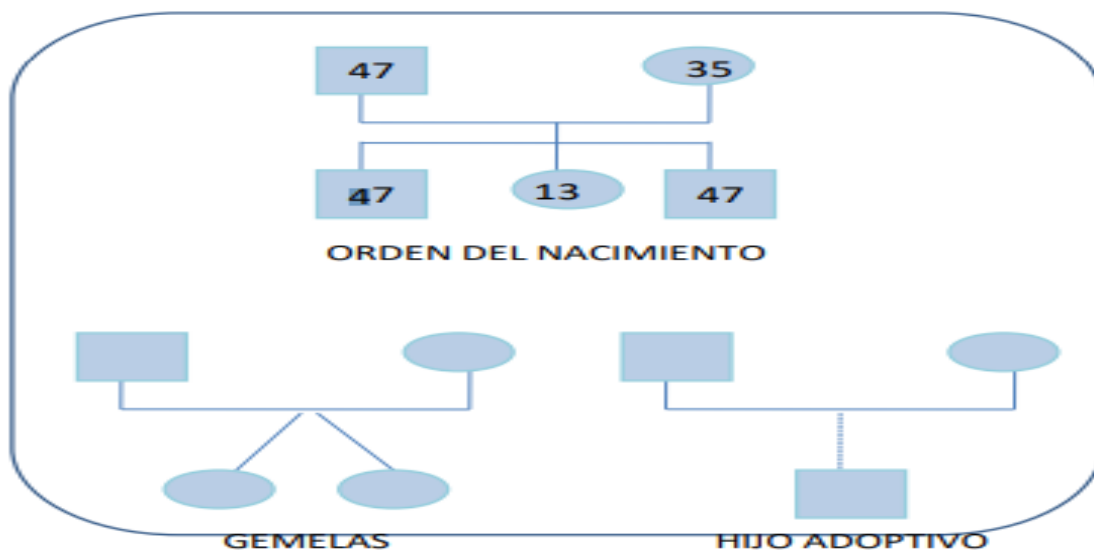 47 35
47 13 47
ORDEN DEL NACIMIENTO
GEMELAS HIJO ADOPTIVO